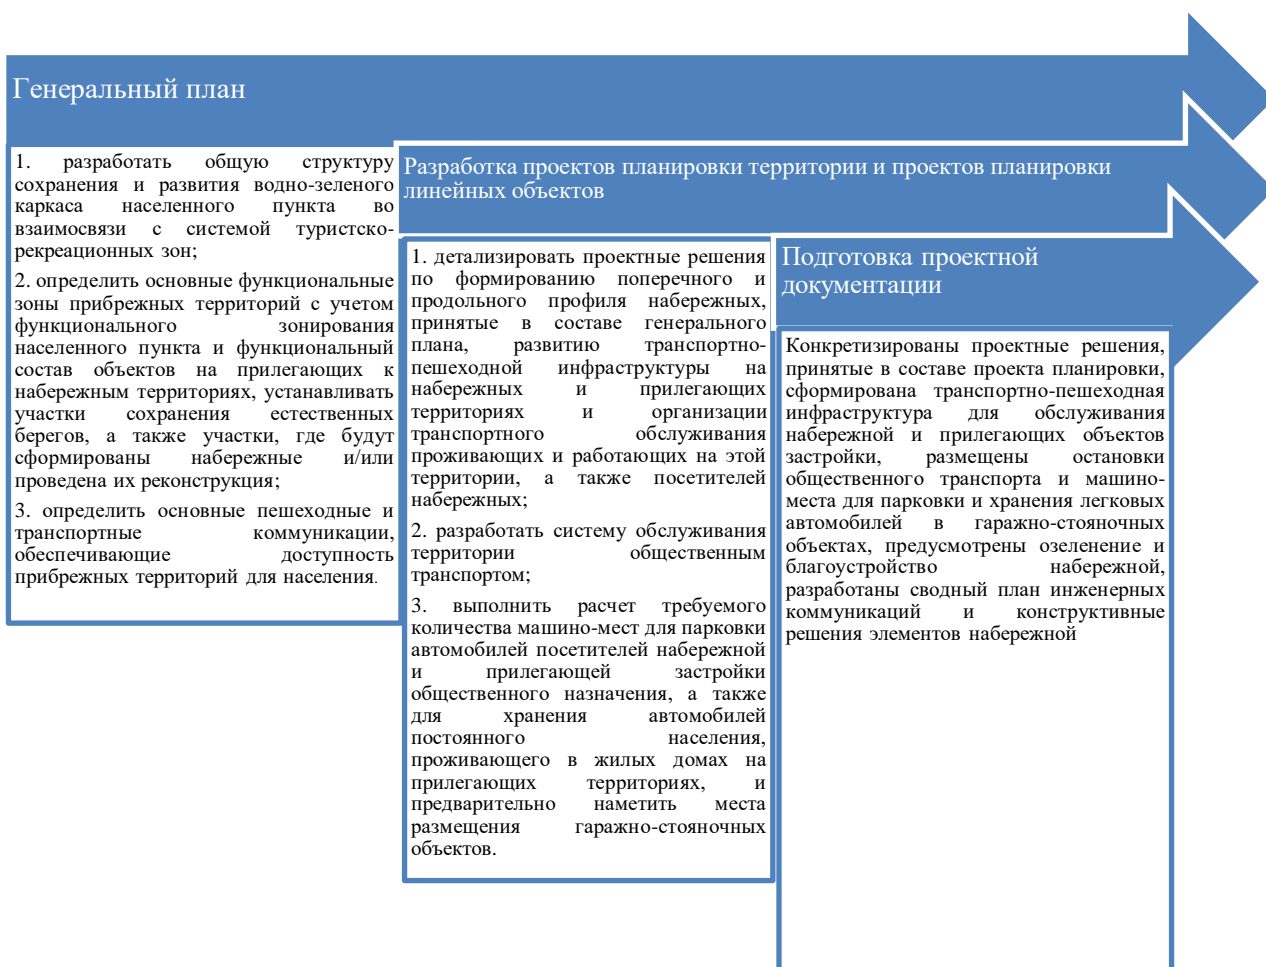 Генеральный план
1. разработать общую структуру
сохранения и развития водно-зеленого
каркаса населенного пункта во
взаимосвязи с системой туристско-
рекреационных зон;
2. определить основные функциональные
зоны прибрежных территорий с учетом
функционального зонирования
населенного пункта и функциональный
состав объектов на прилегающих к
набережным территориях, устанавливать
участки сохранения естественных
берегов, а также участки, где будут
сформированы набережные и/или
проведена их реконструкция;
3. определить основные пешеходные и
транспортные коммуникации,
обеспечивающие доступность
прибрежных территорий для населения.
Разработка проектов планировки территории и проектов планировки
линейных объектов
1. детализировать проектные решения
по формированию поперечного и
продольного профиля набережных,
принятые в составе генерального
плана, развитию транспортно-
пешеходной инфраструктуры на
набережных и прилегающих
территориях и организации
транспортного обслуживания
проживающих и работающих на этой
территории, а также посетителей
набережных;
2. разработать систему обслуживания
территории общественным
транспортом;
3. выполнить расчет требуемого
количества машино-мест для парковки
автомобилей посетителей набережной
и прилегающей застройки
общественного назначения, а также
для хранения автомобилей
постоянного населения,
проживающего в жилых домах на
прилегающих территориях, и
предварительно наметить места
размещения гаражно-стояночных
объектов.
Подготовка проектной
документации
Конкретизированы проектные решения,
принятые в составе проекта планировки,
сформирована транспортно-пешеходная
инфраструктура для обслуживания
набережной и прилегающих объектов
застройки, размещены остановки
общественного транспорта и машино-
места для парковки и хранения легковых
автомобилей в гаражно-стояночных
объектах, предусмотрены озеленение и
благоустройство набережной,
разработаны сводный план инженерных
коммуникаций и конструктивные
решения элементов набережной